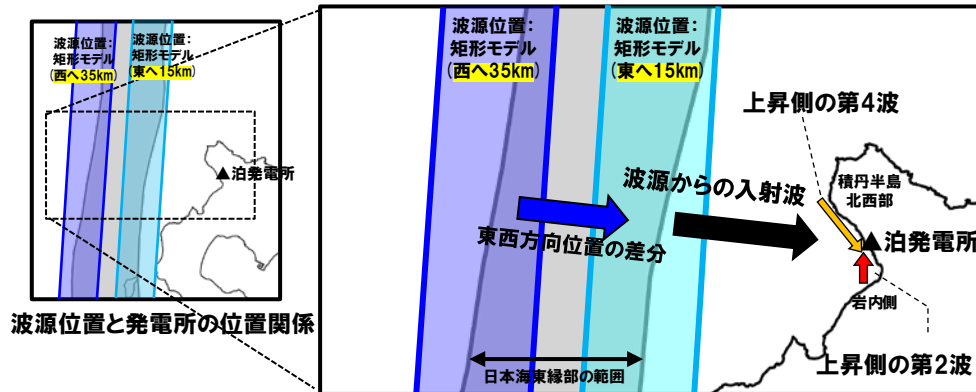 波源位置：
矩形モデル
(西へ35km)
波源位置：
矩形モデル
(東へ15km)
▲泊発電所
波源位置と発電所の位置関係
波源位置：
矩形モデル
(西へ35km)
波源位置：
矩形モデル
(東へ15km)
上昇側の第4波
積丹半島
北西部
波源からの入射波
東西方向位置の差分
▲泊発電所
岩内側
上昇側の第2波
日本海東縁部の範囲